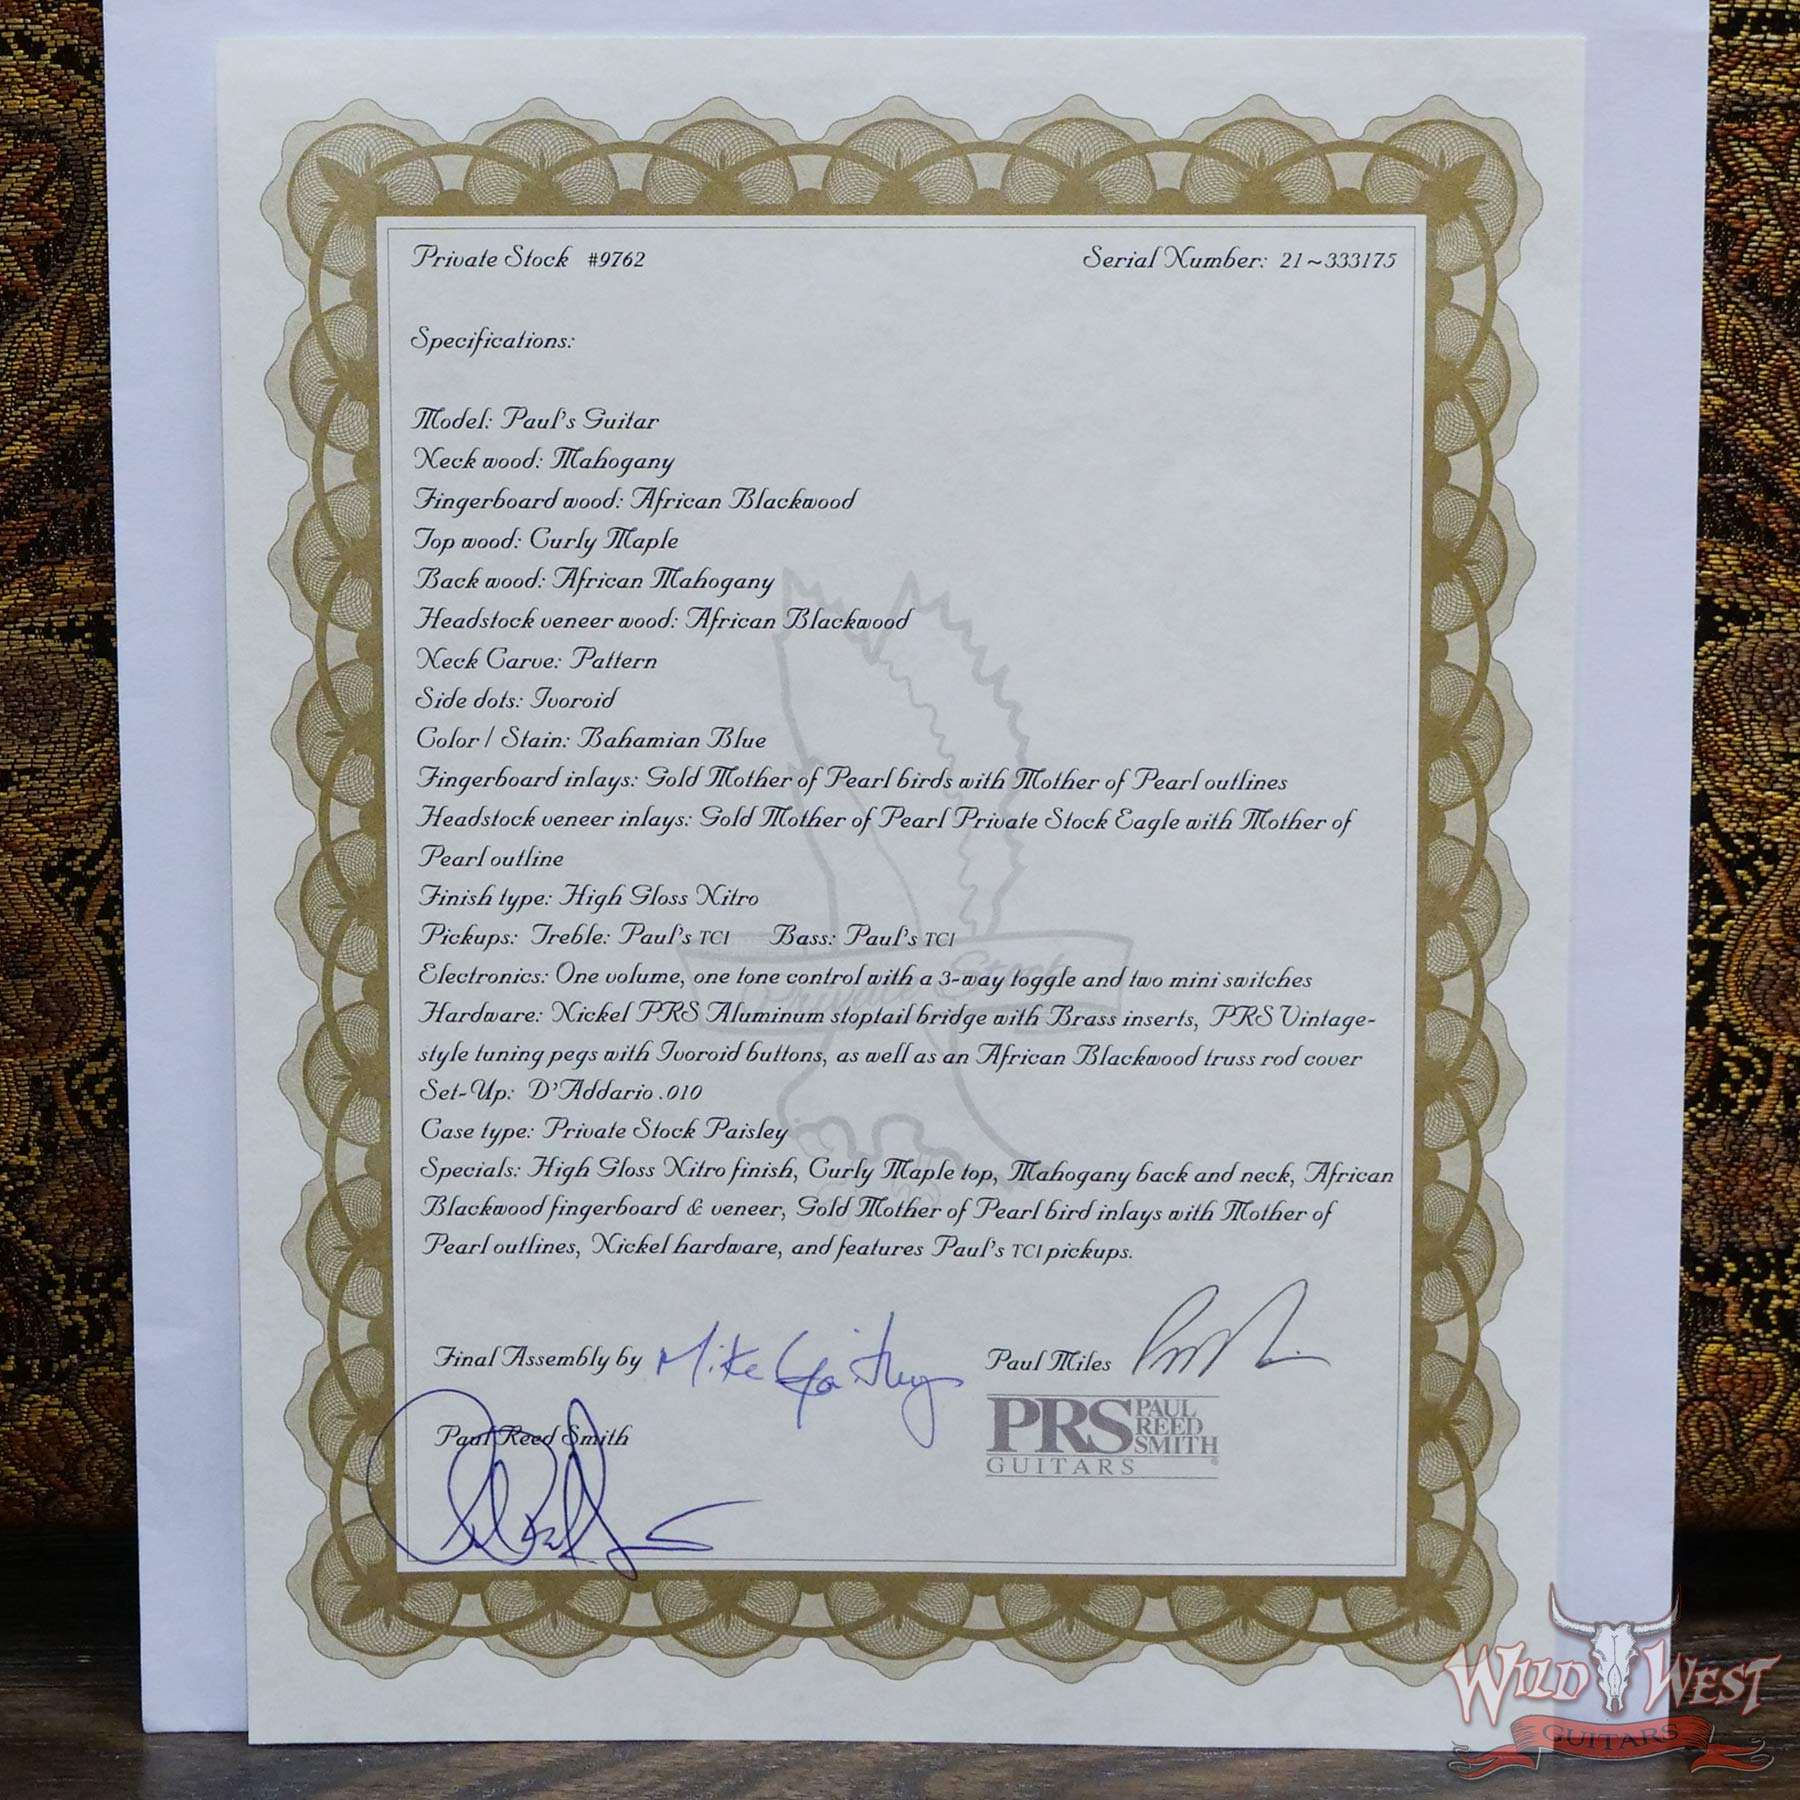 Private Stock #9762 Serial Number: 21~333175
Specifications:
Model: Paul's Guitar
Neck wood: Mahogany
Fingerboard wood: African Blackwood
Top wood: Curly Maple
Back wood: African Mahogany
Headstock veneer wood: African Blackwood
Neck Carve: Pattern
Side dots: Ivoroid
Color / Stain: Bahamian Blue
Fingerboard inlays: Gold Mother of Pearl birds with Mother of Pearl outlines
Headstock veneer inlays: Gold Mother of Pearl Private Stock Eagle with Mother of
Pearl outline
Finish type: High Gloss Nitro
Pickups: Treble: Paul's TCI Bass: Paul's TCI
Electronics: One volume, one tone control with a 3-way toggle and two mini switches
Hardware: Nickel PRS Aluminum stoptail bridge with Brass inserts, PRS Vintage-
style tuning pegs with Ivoroid buttons, as well as an African Blackwood truss rod cover
Set-Up: D'Addario .010
Case type: Private Stock Paisley
Specials: High Gloss Nitro finish, Curly Maple top, Mahogany back and neck, African
Blackwood fingerboard & veneer, Gold Mother of Pearl bird inlays with Mother of
Pearl outlines, Nickel hardware, and features Paul's TCI pickups.
Final Assembly by Mike Paul Miles
Paul Reed Smith
PRS PAUL REED SMITH
GUITARS
Private Stock
WILD WEST
GUITARS